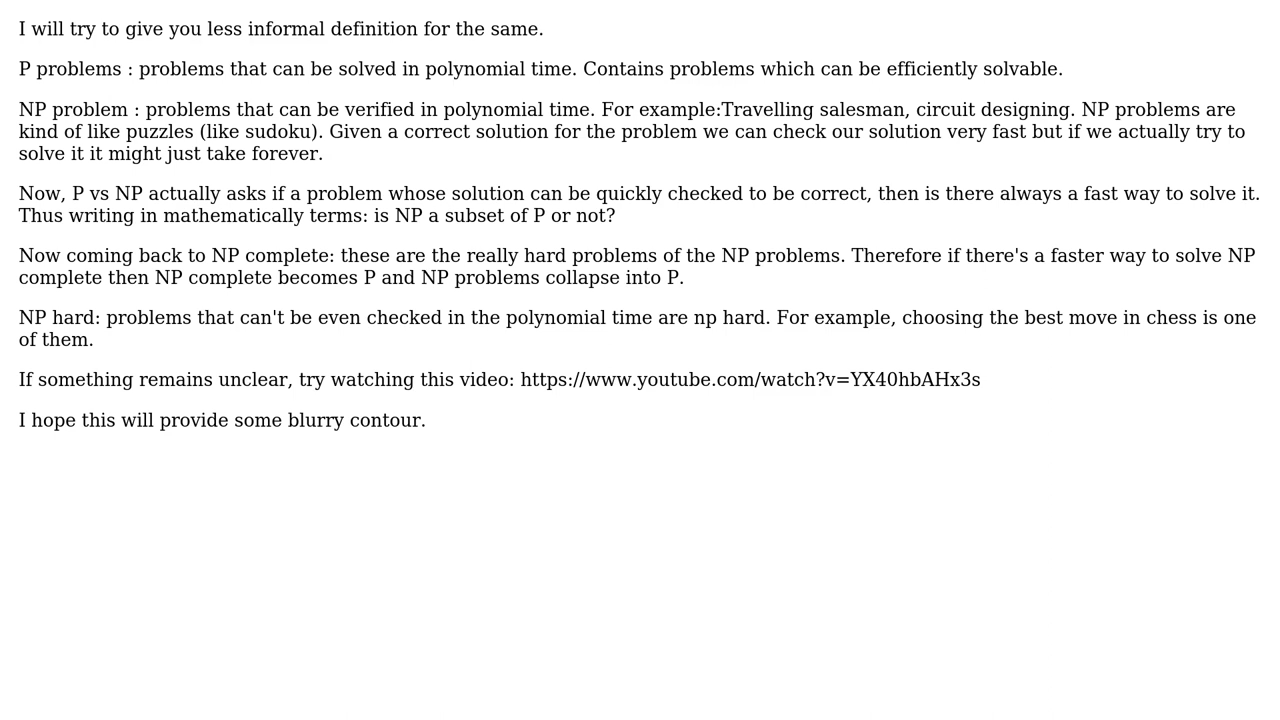 I will try to give you less informal definition for the same.
P problems : problems that can be solved in polynomial time. Contains problems which can be efficiently solvable.
NP problem : problems that can be verified in polynomial time. For example:Travelling salesman, circuit designing. NP problems are
kind of like puzzles (like sudoku). Given a correct solution for the problem we can check our solution very fast but if we actually try to
solve it it might just take forever.
Now, P vs NP actually asks if a problem whose solution can be quickly checked to be correct, then is there always a fast way to solve it.
Thus writing in mathematically terms: is NP a subset of P or not?
Now coming back to NP complete: these are the really hard problems of the NP problems. Therefore if there's a faster way to solve NP
complete then NP complete becomes P and NP problems collapse into P.
NP hard: problems that can't be even checked in the polynomial time are np hard. For example, choosing the best move in chess is one
of them.
If something remains unclear, try watching this video: https://www.youtube.com/watch?v=YX40hbAHx3s
I hope this will provide some blurry contour.